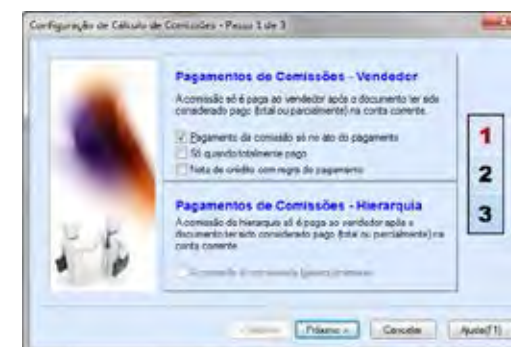 Configuração de Cálculo de Comissões - Passo 1 de 3
Pagamentos de Comissões - Vendedor
A comissão só é paga ao vendedor após o documento ter sido
considerado pago (total ou parcialmente) na conta corrente.
Pagamento da comissão só no ato do pagamento
Só quando totalmente pago
Nota de crédito com regra de pagamento
1
2
3
Pagamentos de Comissões - Hierarquia
A comissão da hierarquia só é paga ao vendedor após o
documento ter sido considerado pago (total ou parcialmente) na
conta corrente.
Próximo >
Cancelar
Ajuda(F1)